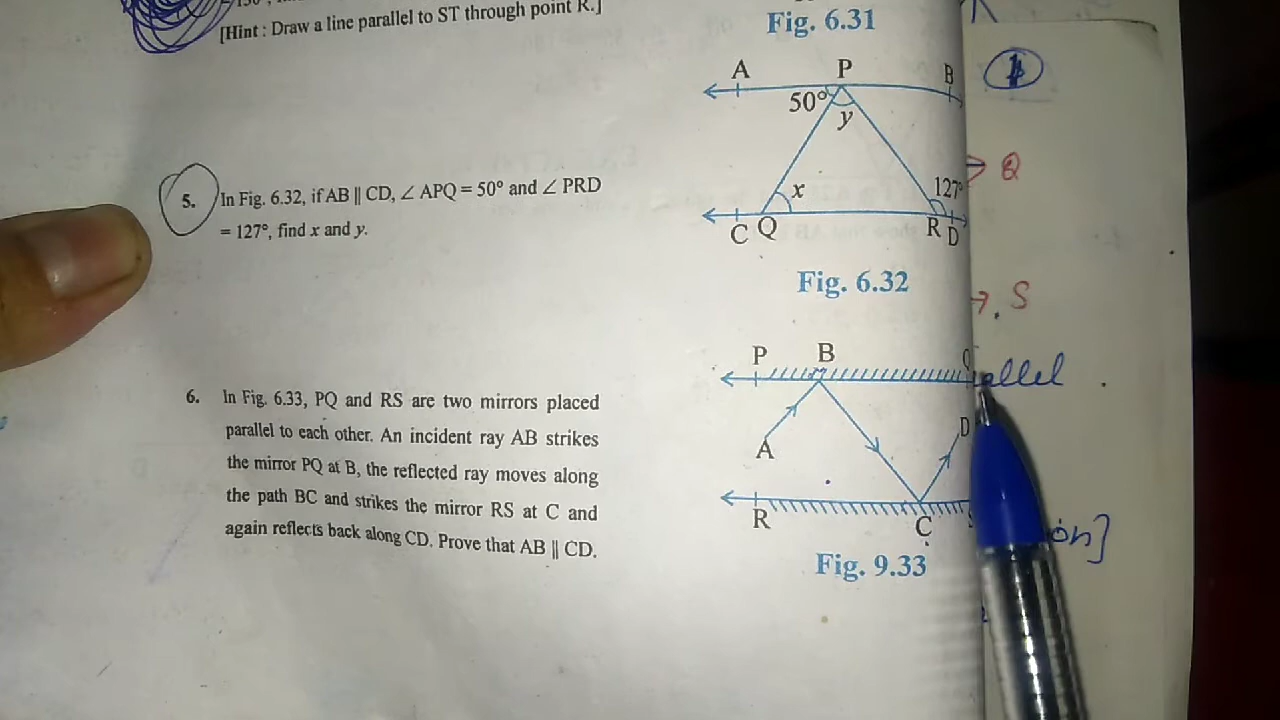 [Hint : Draw a line parallel to ST through point R.]
Fig. 6.31
A P B
50°
y
5. In Fig. 6.32, if AB || CD, ∠ APQ = 50° and ∠ PRD
= 127°, find x and y.
x 127°
C Q R D
Fig. 6.32
Q
S
P B
6. In Fig. 6.33, PQ and RS are two mirrors placed
parallel to each other. An incident ray AB strikes
the mirror PQ at B, the reflected ray moves along
the path BC and strikes the mirror RS at C and
again reflects back along CD. Prove that AB || CD.
A D
R C
Fig. 9.33
allel
on]